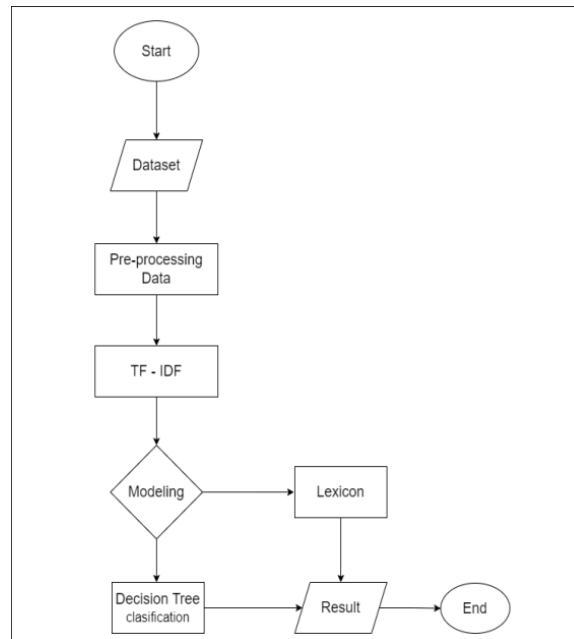 Start
Dataset
Pre-processing
Data
TF - IDF
Modeling
Lexicon
Decision Tree
clasification
Result
End